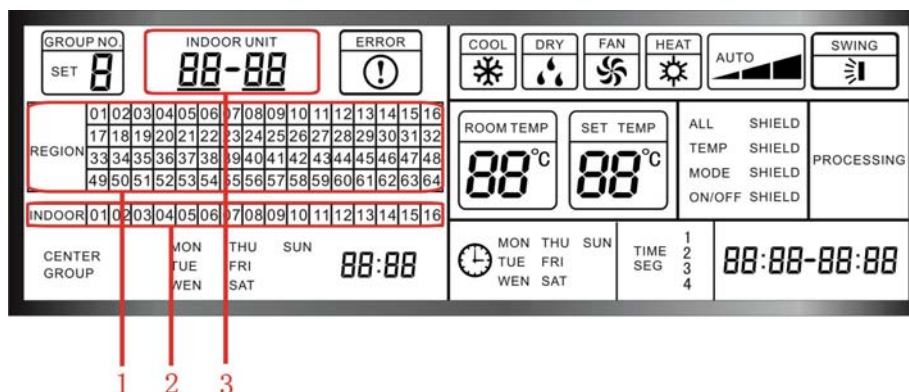 GROUP NO.
SET 8
INDOOR UNIT
88-88
ERROR
!
COOL
DRY
FAN
HEAT
AUTO
SWING
REGION
01 02 03 04 05 06 07 08 09 10 11 12 13 14 15 16
17 18 19 20 21 22 23 24 25 26 27 28 29 30 31 32
33 34 35 36 37 38 39 40 41 42 43 44 45 46 47 48
49 50 51 52 53 54 55 56 57 58 59 60 61 62 63 64
INDOOR 01 02 03 04 05 06 07 08 09 10 11 12 13 14 15 16
ROOM TEMP
88°C
SET TEMP
88°C
ALL SHIELD
TEMP SHIELD
MODE SHIELD
ON/OFF SHIELD
PROCESSING
CENTER
GROUP
MON THU SUN
TUE FRI
WEN SAT
88:88
MON THU SUN
TUE FRI
WEN SAT
TIME
SEG
1
2
3
4
88:88-88:88
1 2 3